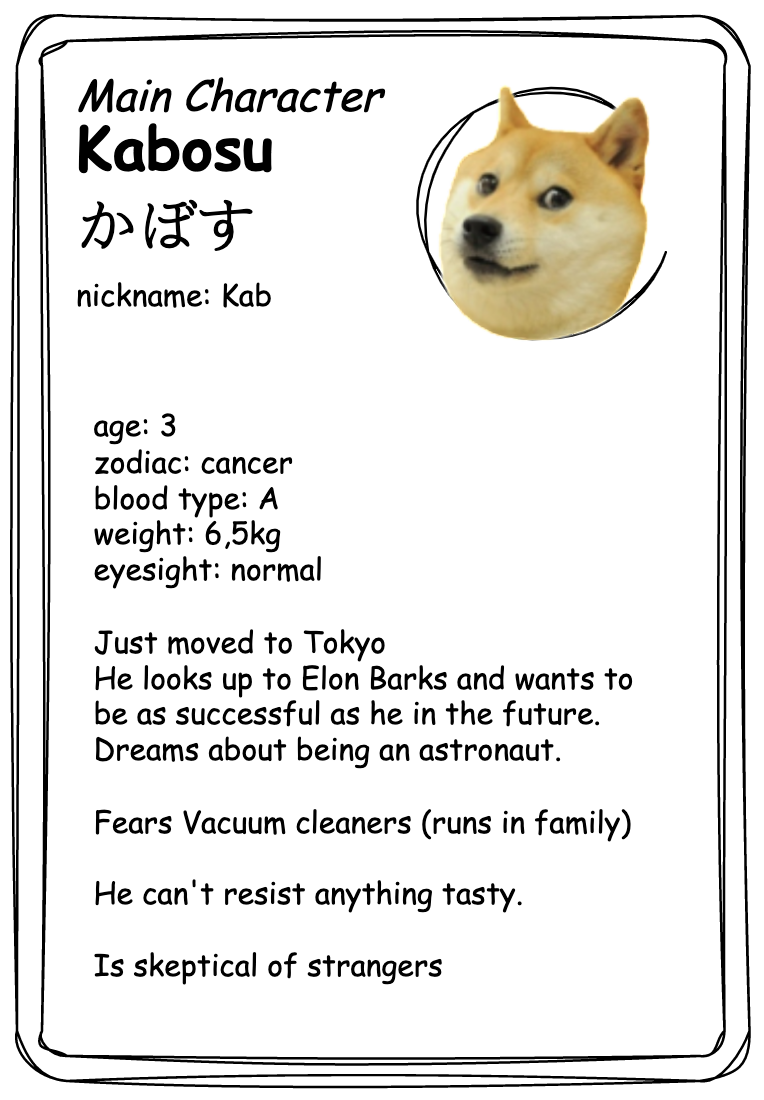 Main Character
Kabosu
かぼす
nickname: Kab
age: 3
zodiac: cancer
blood type: A
weight: 6,5kg
eyesight: normal
Just moved to Tokyo
He looks up to Elon Barks and wants to
be as successful as he in the future.
Dreams about being an astronaut.
Fears Vacuum cleaners (runs in family)
He can't resist anything tasty.
Is skeptical of strangers